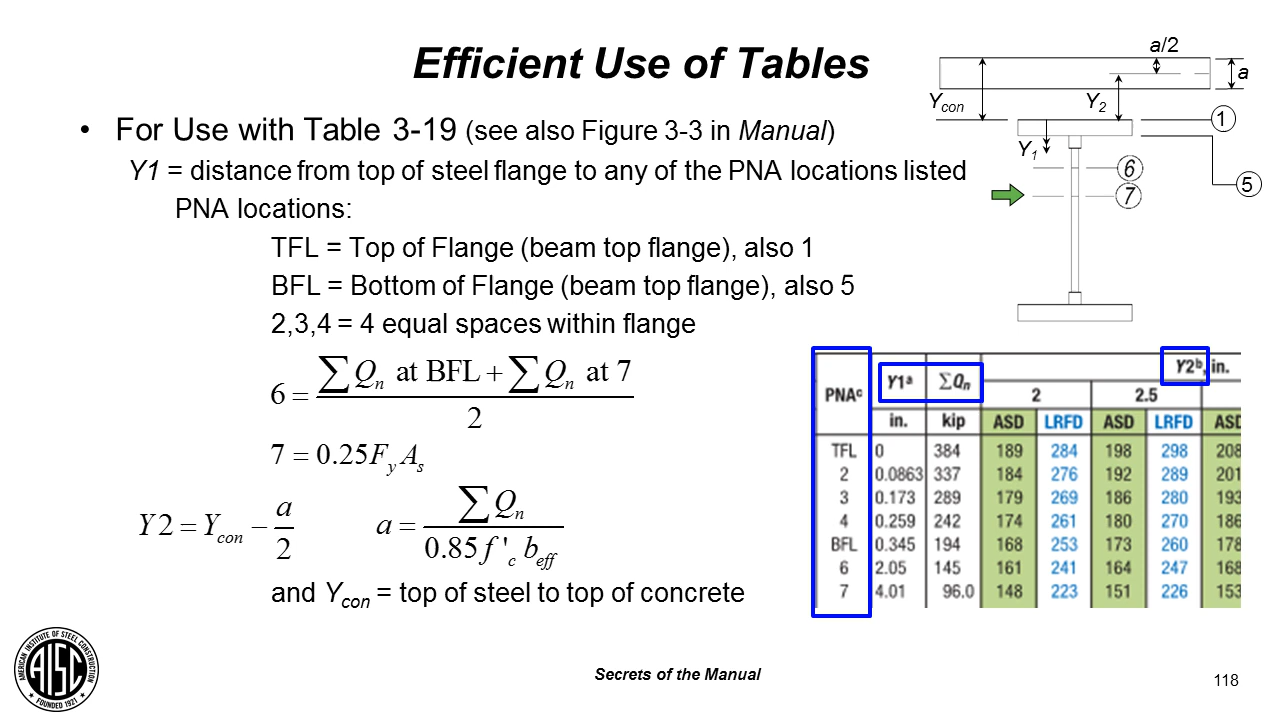 Efficient Use of Tables
• For Use with Table 3-19 (see also Figure 3-3 in Manual)
Y1 = distance from top of steel flange to any of the PNA locations listed
PNA locations:
TFL = Top of Flange (beam top flange), also 1
BFL = Bottom of Flange (beam top flange), also 5
2,3,4 = 4 equal spaces within flange
6 = (∑Qn at BFL + ∑Qn at 7) / 2
7 = 0.25FyAs
Y2 = Ycon − a/2
a = ∑Qn / 0.85f'c beff
and Ycon = top of steel to top of concrete
a/2
a
Ycon
Y2
1
Y1
6
5
7
PNAc Y1a ∑Qn Y2b, in.
2 2.5
in. kip ASD LRFD ASD LRFD ASD
TFL 0 384 189 284 198 298 208
2 0.0863 337 184 276 192 289 201
3 0.173 289 179 269 186 280 193
4 0.259 242 174 261 180 270 186
BFL 0.345 194 168 253 173 260 178
6 2.05 145 161 241 164 247 168
7 4.01 96.0 148 223 151 226 153
AMERICAN INSTITUTE OF STEEL CONSTRUCTION
AISC
FOUNDED 1921
Secrets of the Manual
118